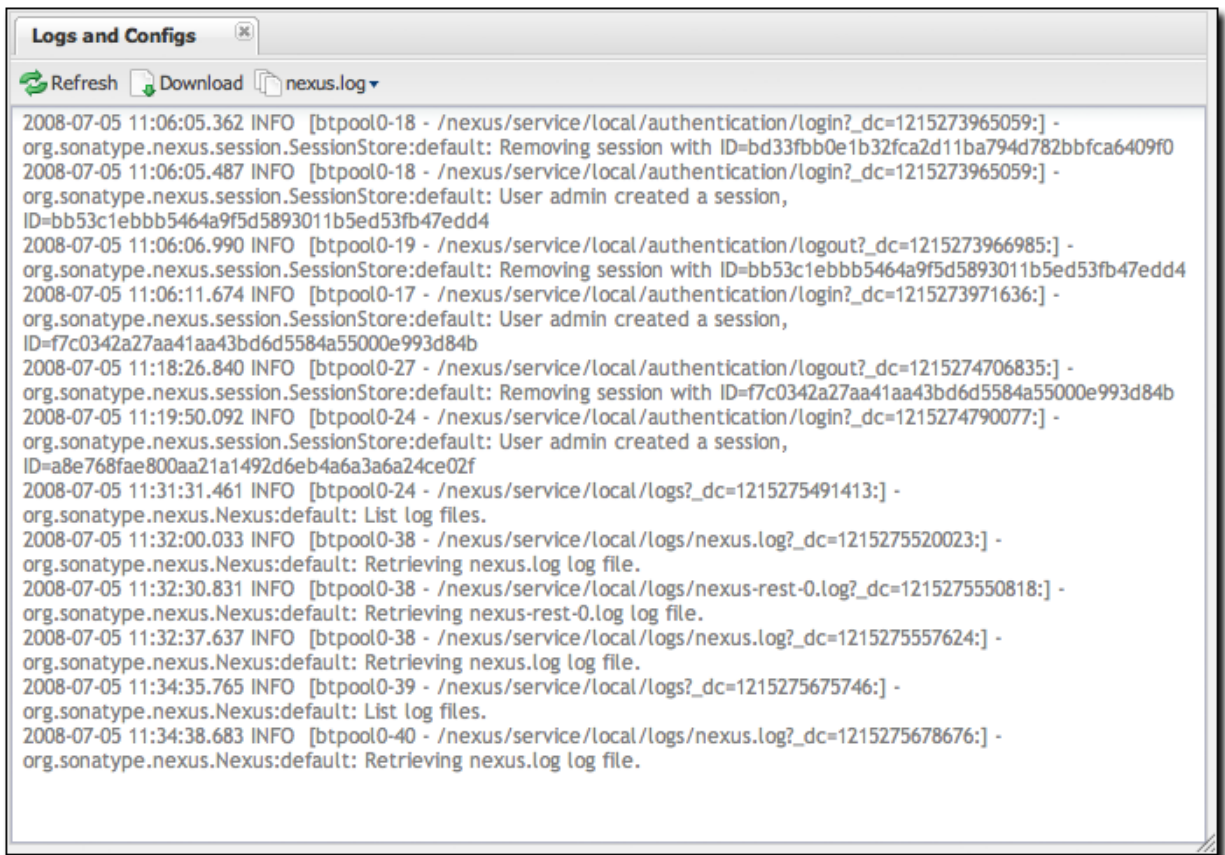 Logs and Configs
Refresh Download nexus.log
2008-07-05 11:06:05.362 INFO [btpool0-18 - /nexus/service/local/authentication/login?_dc=1215273965059:] -
org.sonatype.nexus.session.SessionStore:default: Removing session with ID=bd33fbb0e1b32fca2d11ba794d782bbfca6409f0
2008-07-05 11:06:05.487 INFO [btpool0-18 - /nexus/service/local/authentication/login?_dc=1215273965059:] -
org.sonatype.nexus.session.SessionStore:default: User admin created a session,
ID=bb53c1ebbb5464a9f5d5893011b5ed53fb47edd4
2008-07-05 11:06:06.990 INFO [btpool0-19 - /nexus/service/local/authentication/logout?_dc=1215273966985:] -
org.sonatype.nexus.session.SessionStore:default: Removing session with ID=bb53c1ebbb5464a9f5d5893011b5ed53fb47edd4
2008-07-05 11:06:11.674 INFO [btpool0-17 - /nexus/service/local/authentication/login?_dc=1215273971636:] -
org.sonatype.nexus.session.SessionStore:default: User admin created a session,
ID=f7c0342a27aa41aa43bd6d5584a55000e993d84b
2008-07-05 11:18:26.840 INFO [btpool0-27 - /nexus/service/local/authentication/logout?_dc=1215274706835:] -
org.sonatype.nexus.session.SessionStore:default: Removing session with ID=f7c0342a27aa41aa43bd6d5584a55000e993d84b
2008-07-05 11:19:50.092 INFO [btpool0-24 - /nexus/service/local/authentication/login?_dc=1215274790077:] -
org.sonatype.nexus.session.SessionStore:default: User admin created a session,
ID=a8e768fae800aa21a1492d6eb4a6a3a6a24ce02f
2008-07-05 11:31:31.461 INFO [btpool0-24 - /nexus/service/local/logs?_dc=1215275491413:] -
org.sonatype.nexus.Nexus:default: List log files.
2008-07-05 11:32:00.033 INFO [btpool0-38 - /nexus/service/local/logs/nexus.log?_dc=1215275520023:] -
org.sonatype.nexus.Nexus:default: Retrieving nexus.log log file.
2008-07-05 11:32:30.831 INFO [btpool0-38 - /nexus/service/local/logs/nexus-rest-0.log?_dc=1215275550818:] -
org.sonatype.nexus.Nexus:default: Retrieving nexus-rest-0.log log file.
2008-07-05 11:32:37.637 INFO [btpool0-38 - /nexus/service/local/logs/nexus.log?_dc=1215275557624:] -
org.sonatype.nexus.Nexus:default: Retrieving nexus.log log file.
2008-07-05 11:34:35.765 INFO [btpool0-39 - /nexus/service/local/logs?_dc=1215275675746:] -
org.sonatype.nexus.Nexus:default: List log files.
2008-07-05 11:34:38.683 INFO [btpool0-40 - /nexus/service/local/logs/nexus.log?_dc=1215275678676:] -
org.sonatype.nexus.Nexus:default: Retrieving nexus.log log file.